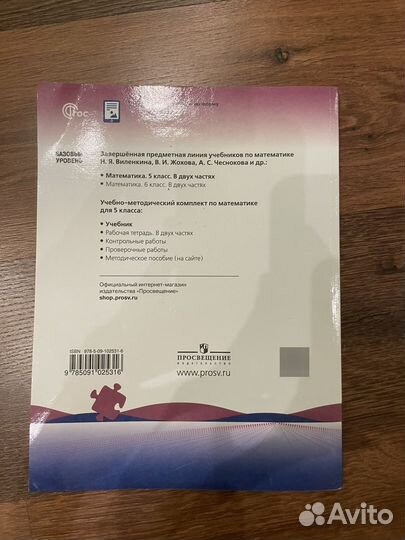 ФГОС
БАЗОВЫЙ
УРОВЕНЬ
Завершённая предметная линия учебников по математике
Н. Я. Виленкина, В. И. Жохова, А. С. Чеснокова и др.:
• Математика. 5 класс. В двух частях
• Математика. 6 класс. В двух частях
Учебно-методический комплект по математике
для 5 класса:
• Учебник
• Рабочая тетрадь. В двух частях
• Контрольные работы
• Проверочные работы
• Методическое пособие (на сайте)
Официальный интернет-магазин
издательства «Просвещение»
shop.prosv.ru
ISBN 978-5-09-102531-6
9 785091 025316
ПРОСВЕЩЕНИЕ
ИЗДАТЕЛЬСТВО
www.prosv.ru
Avito